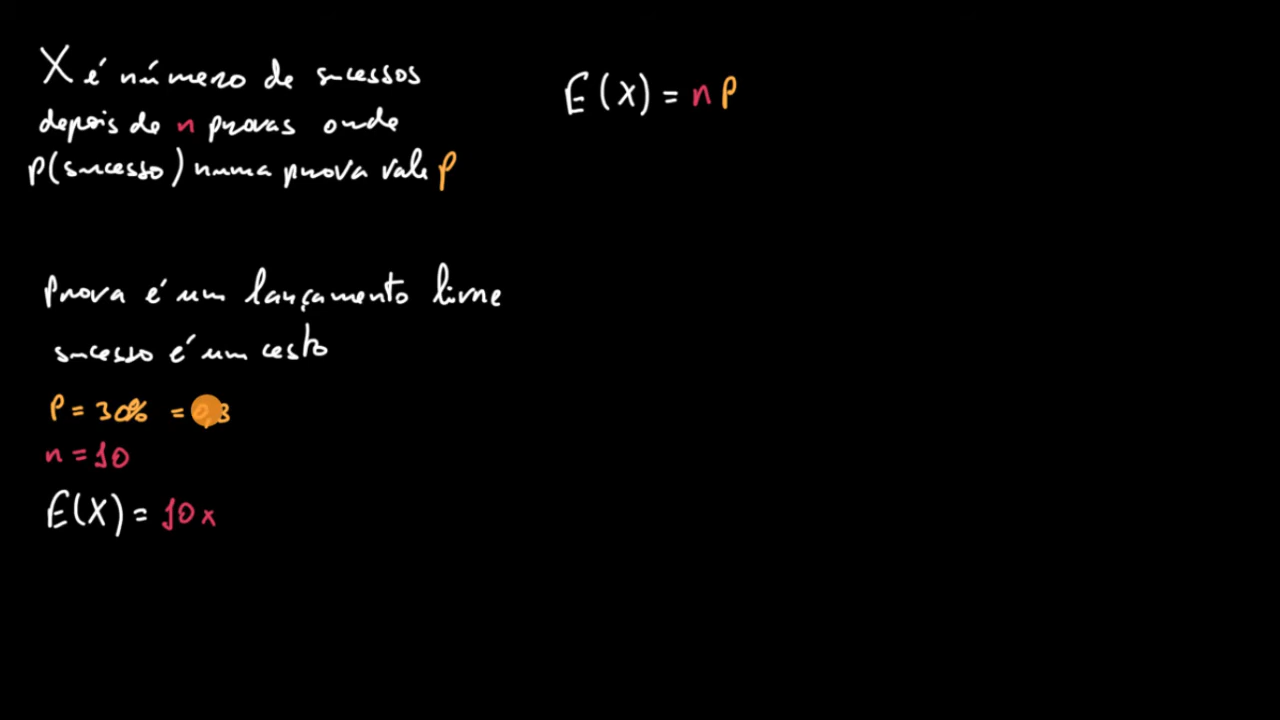 X é número de sucessos
depois de n provas onde
P(sucesso) numa prova vale P
E(X) = n P
Prova é um lançamento livre
sucesso é um cesto
P = 30% = 0,3
n = 10
E(X) = 10 x